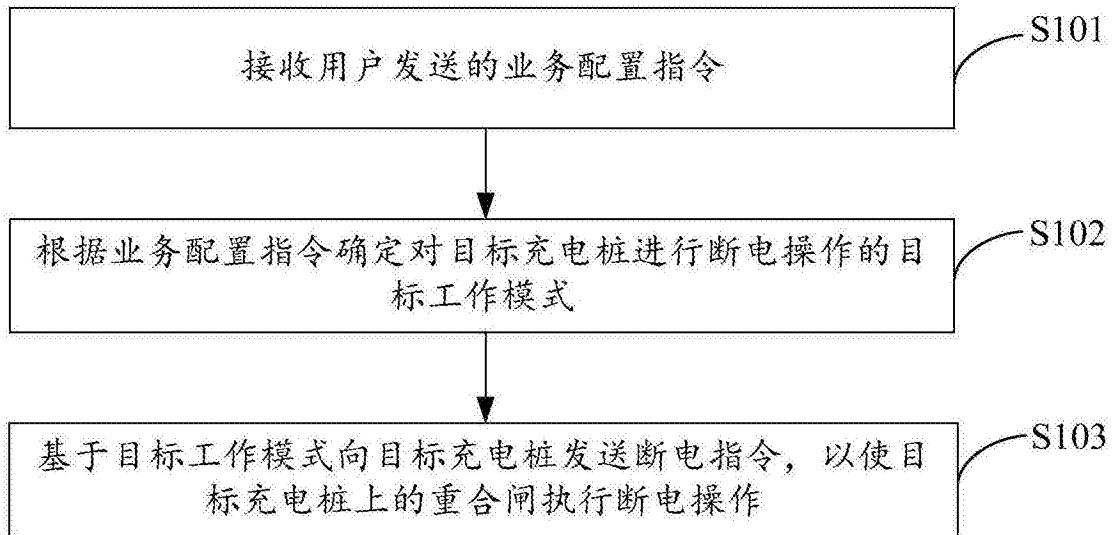 接收用户发送的业务配置指令
S101
根据业务配置指令确定对目标充电桩进行断电操作的目
标工作模式
S102
基于目标工作模式向目标充电桩发送断电指令，以使目
标充电桩上的重合闸执行断电操作
S103